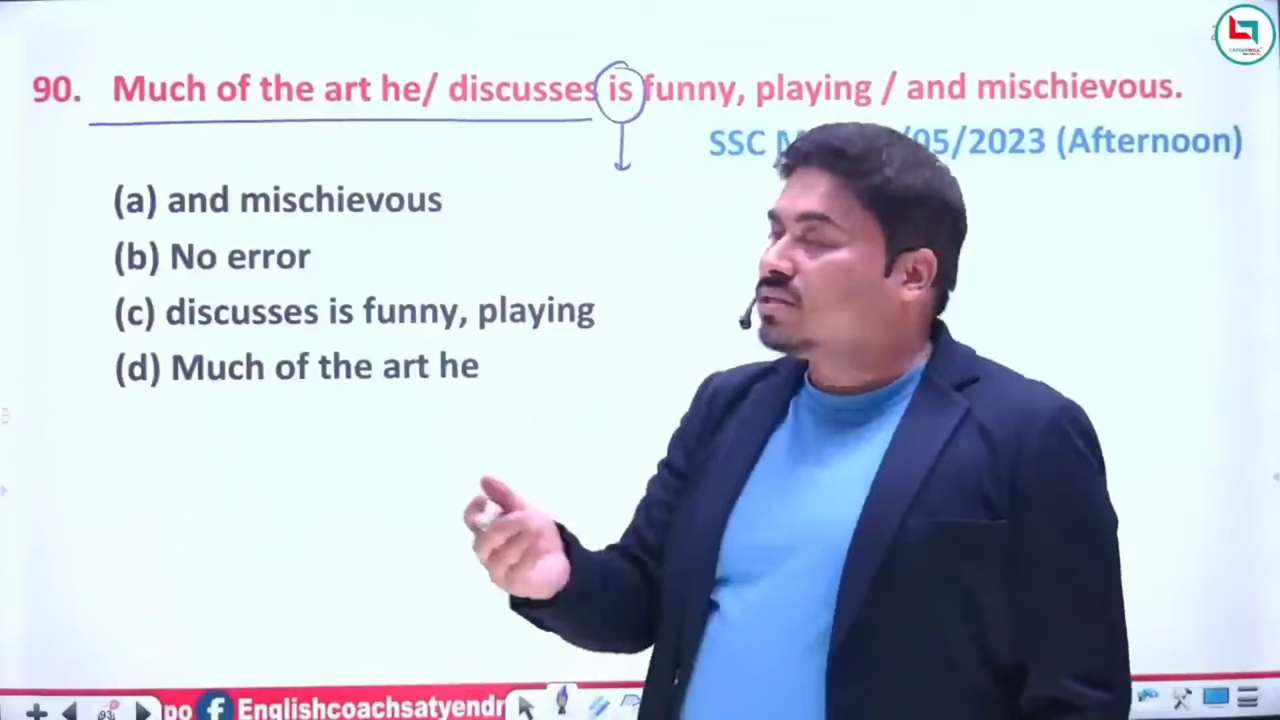 90. Much of the art he/ discusses is funny, playing / and mischievous.
SSC 05/2023 (Afternoon)
(a) and mischievous
(b) No error
(c) discusses is funny, playing
(d) Much of the art he
po f Englishcoachsatyendr